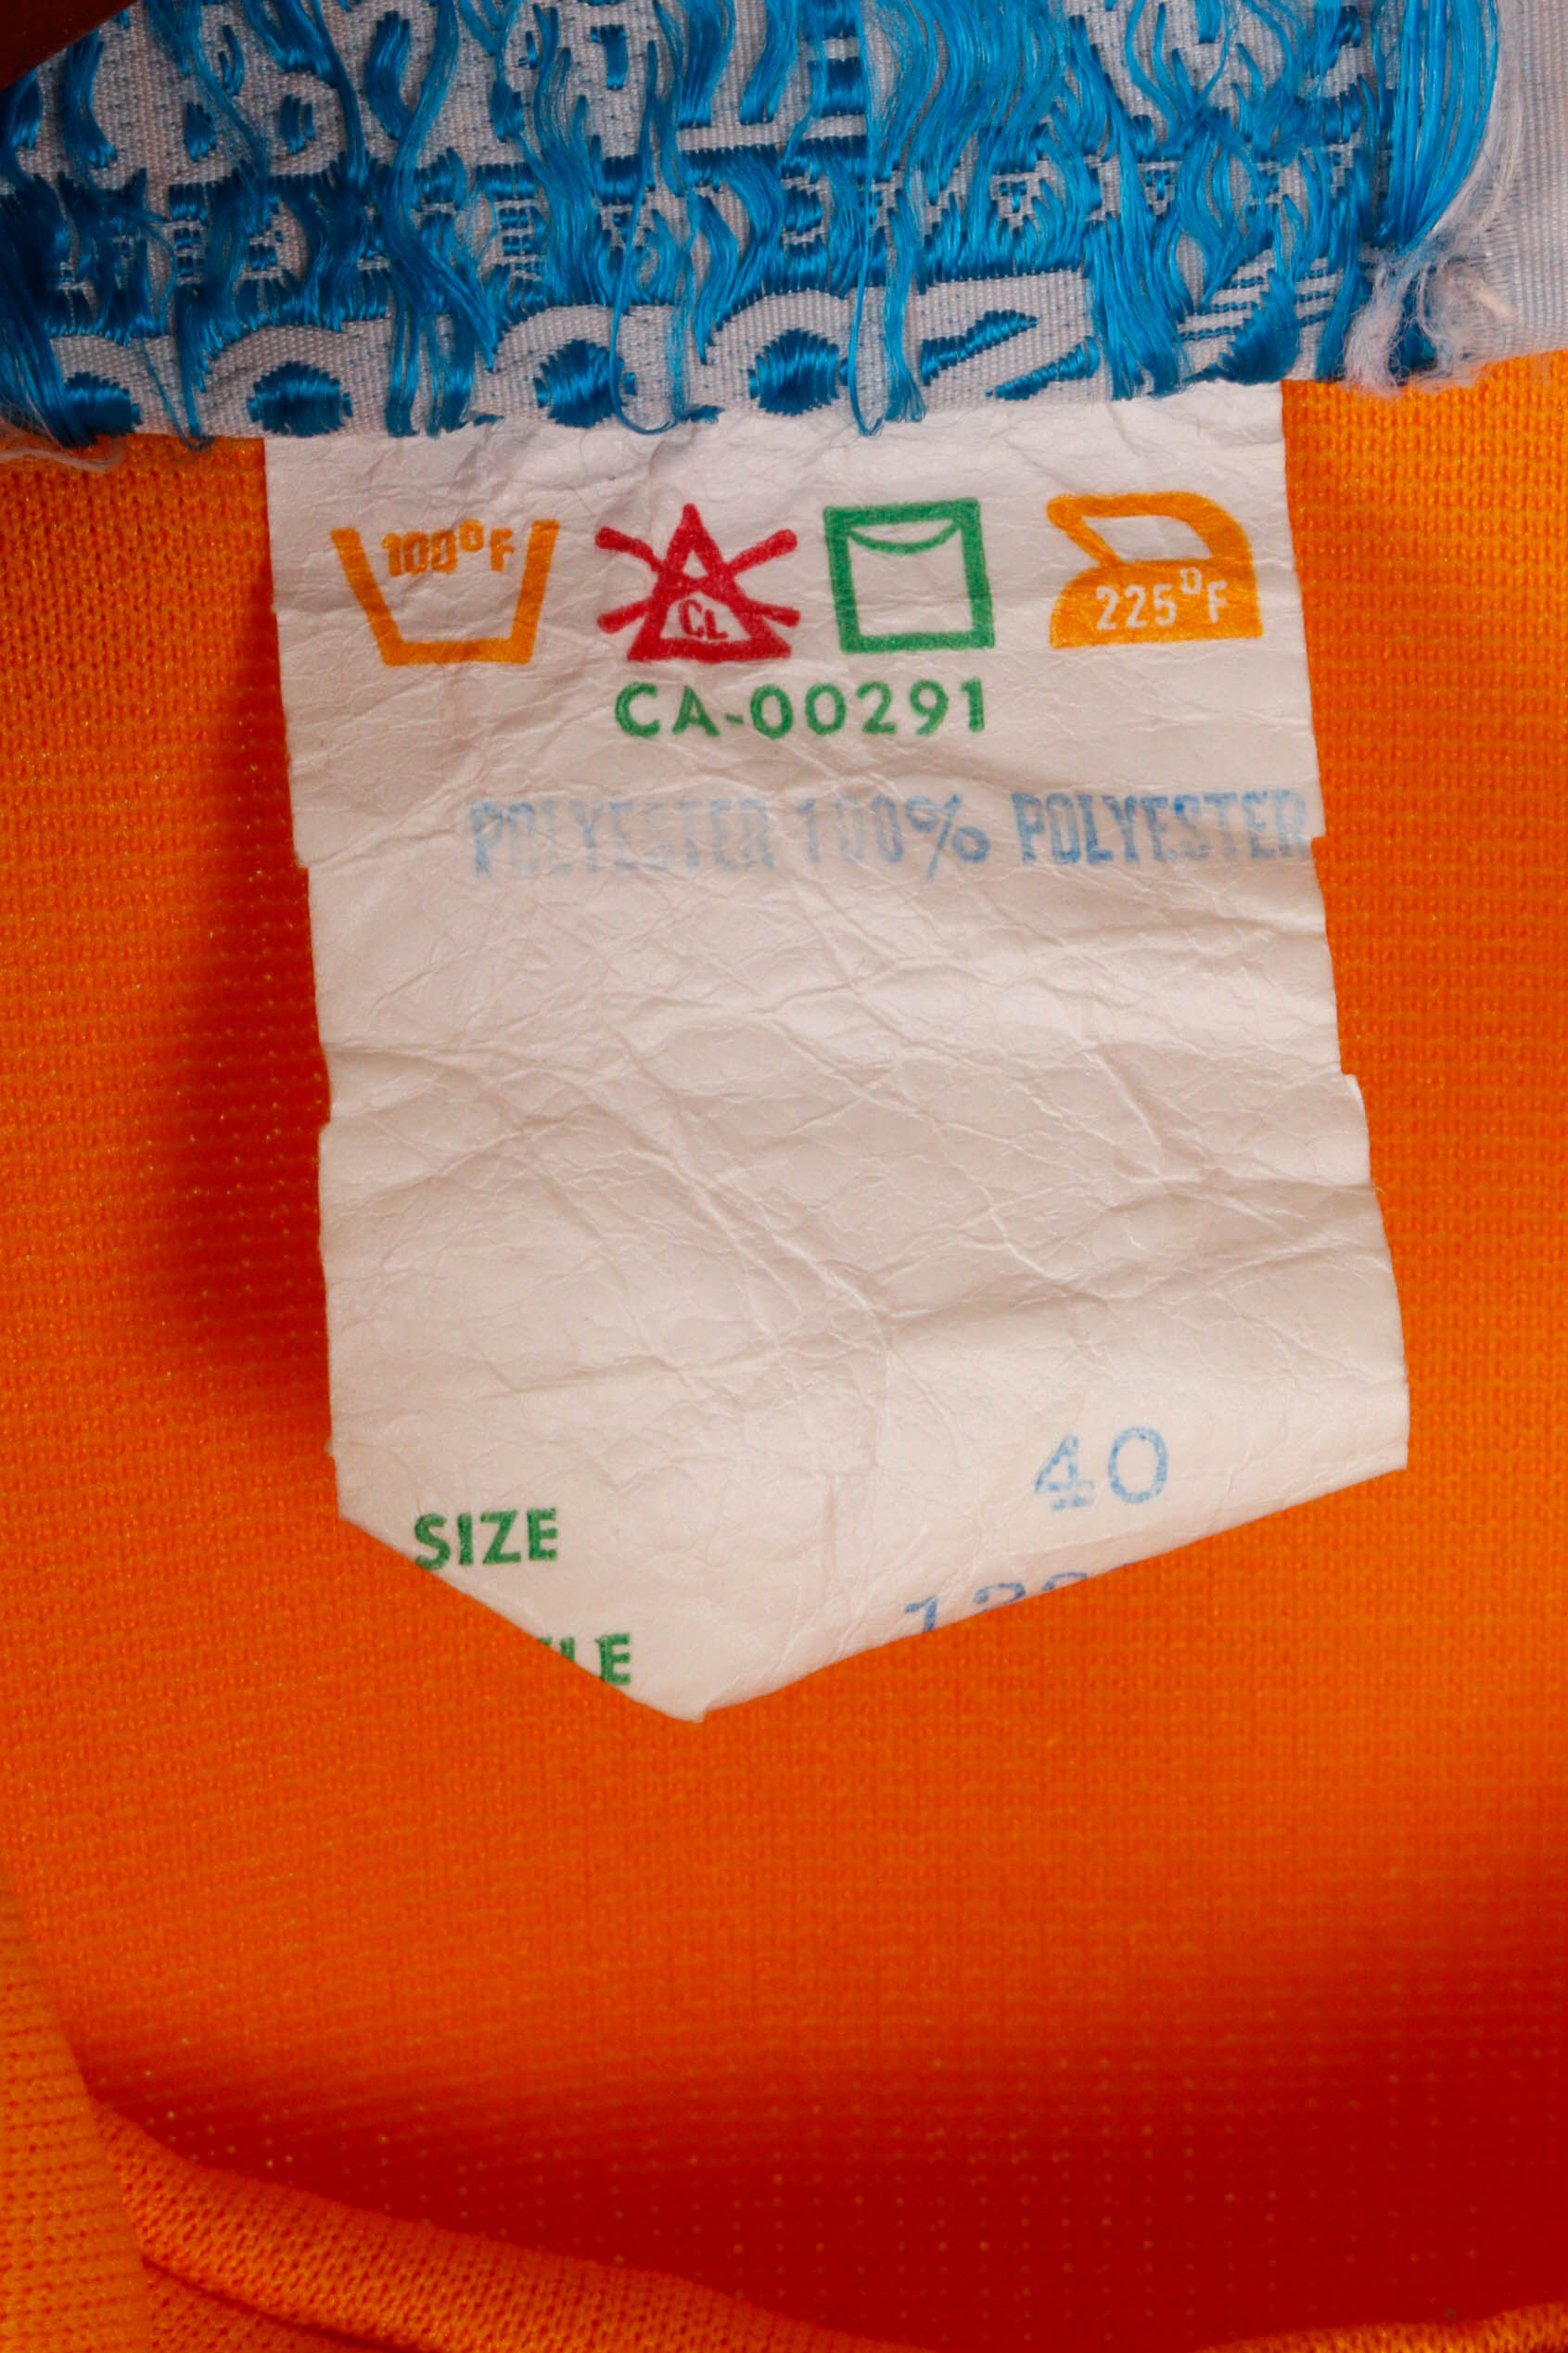 100°F CL 225°F
CA-00291
POLYESTER 100% POLYESTER
40
SIZE